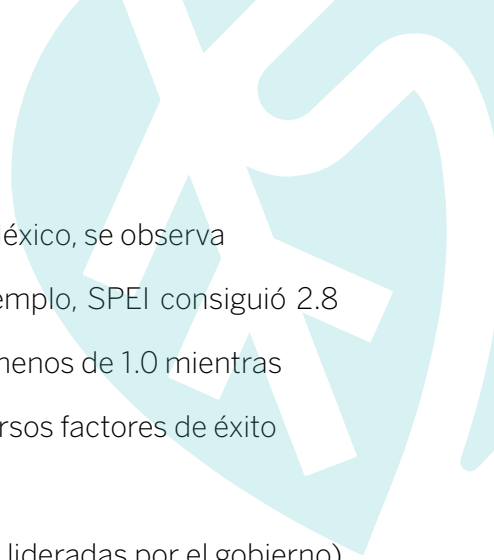 éxico, se observa
emplo, SPEI consiguió 2.8
menos de 1.0 mientras
rsos factores de éxito
lideradas por el gobierno)